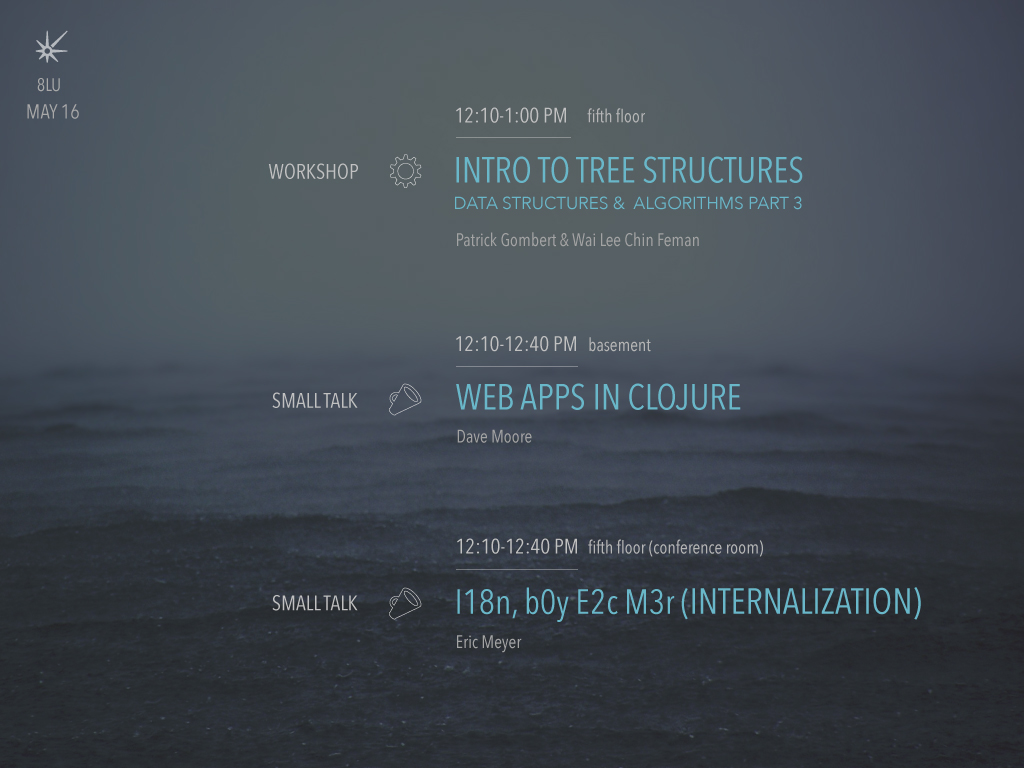 8LU
MAY 16
12:10-1:00 PM fifth floor
WORKSHOP INTRO TO TREE STRUCTURES
DATA STRUCTURES & ALGORITHMS PART 3
Patrick Gombert & Wai Lee Chin Feman
12:10-12:40 PM basement
SMALL TALK WEB APPS IN CLOJURE
Dave Moore
12:10-12:40 PM fifth floor (conference room)
SMALL TALK I18n, b0y E2c M3r (INTERNALIZATION)
Eric Meyer